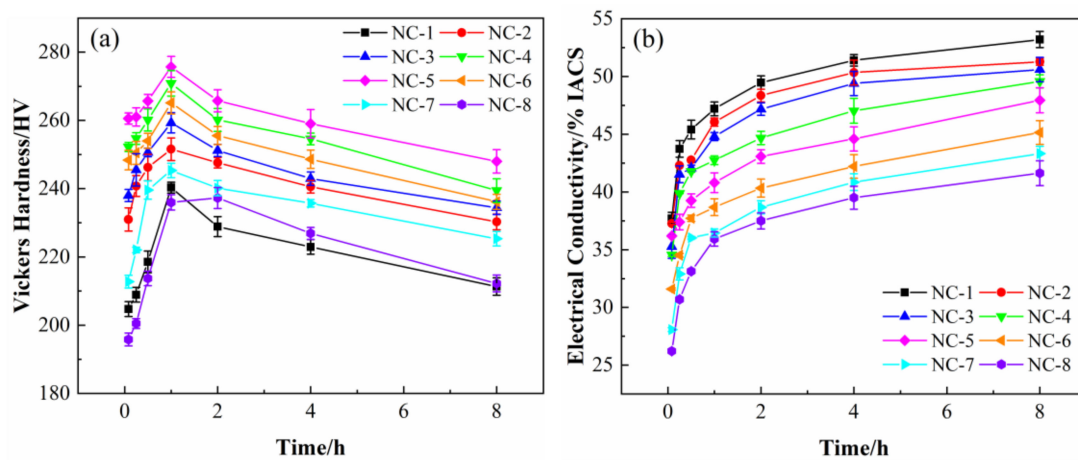 (a)
NC-1 NC-2
NC-3 NC-4
NC-5 NC-6
NC-7 NC-8
Vickers Hardness/HV
280
260
240
220
200
180
0 2 4 6 8
Time/h
(b)
Electrical Conductivity/% IACS
55
50
45
40
35
30
25
NC-1 NC-2
NC-3 NC-4
NC-5 NC-6
NC-7 NC-8
0 2 4 6 8
Time/h